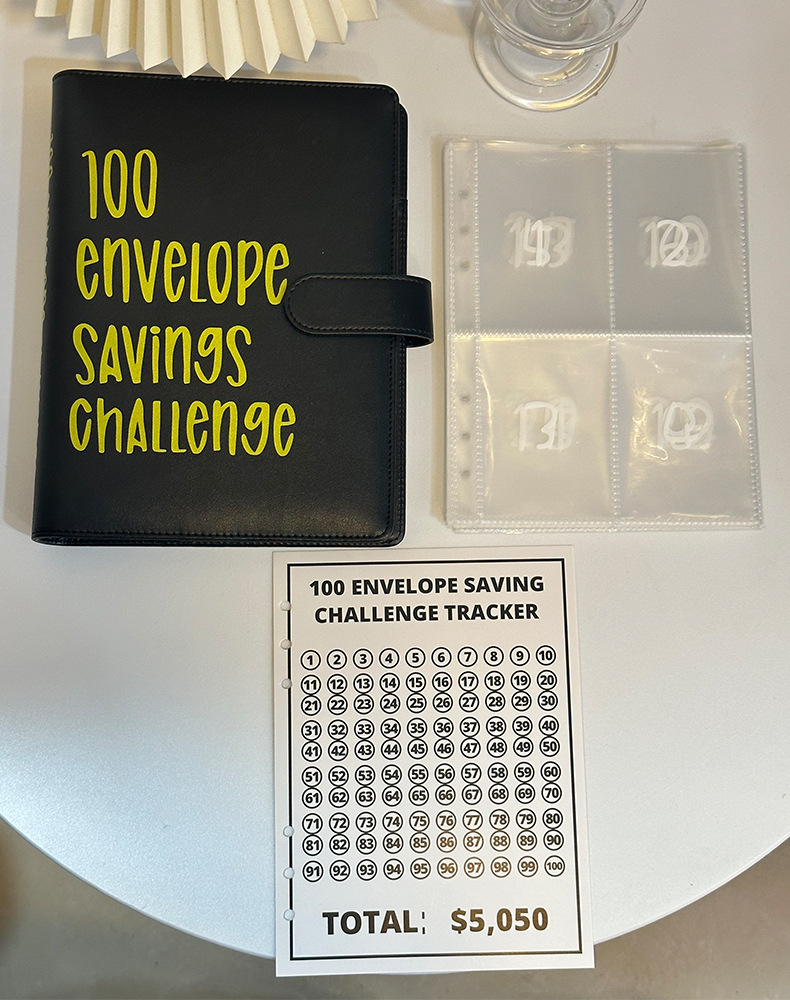 100
envelope
savings
challenge
100 ENVELOPE SAVING
CHALLENGE TRACKER
1 2 3 4 5 6 7 8 9 10
11 12 13 14 15 16 17 18 19 20
21 22 23 24 25 26 27 28 29 30
31 32 33 34 35 36 37 38 39 40
41 42 43 44 45 46 47 48 49 50
51 52 53 54 55 56 57 58 59 60
61 62 63 64 65 66 67 68 69 70
71 72 73 74 75 76 77 78 79 80
81 82 83 84 85 86 87 88 89 90
91 92 93 94 95 96 97 98 99 100
TOTAL: $5,050